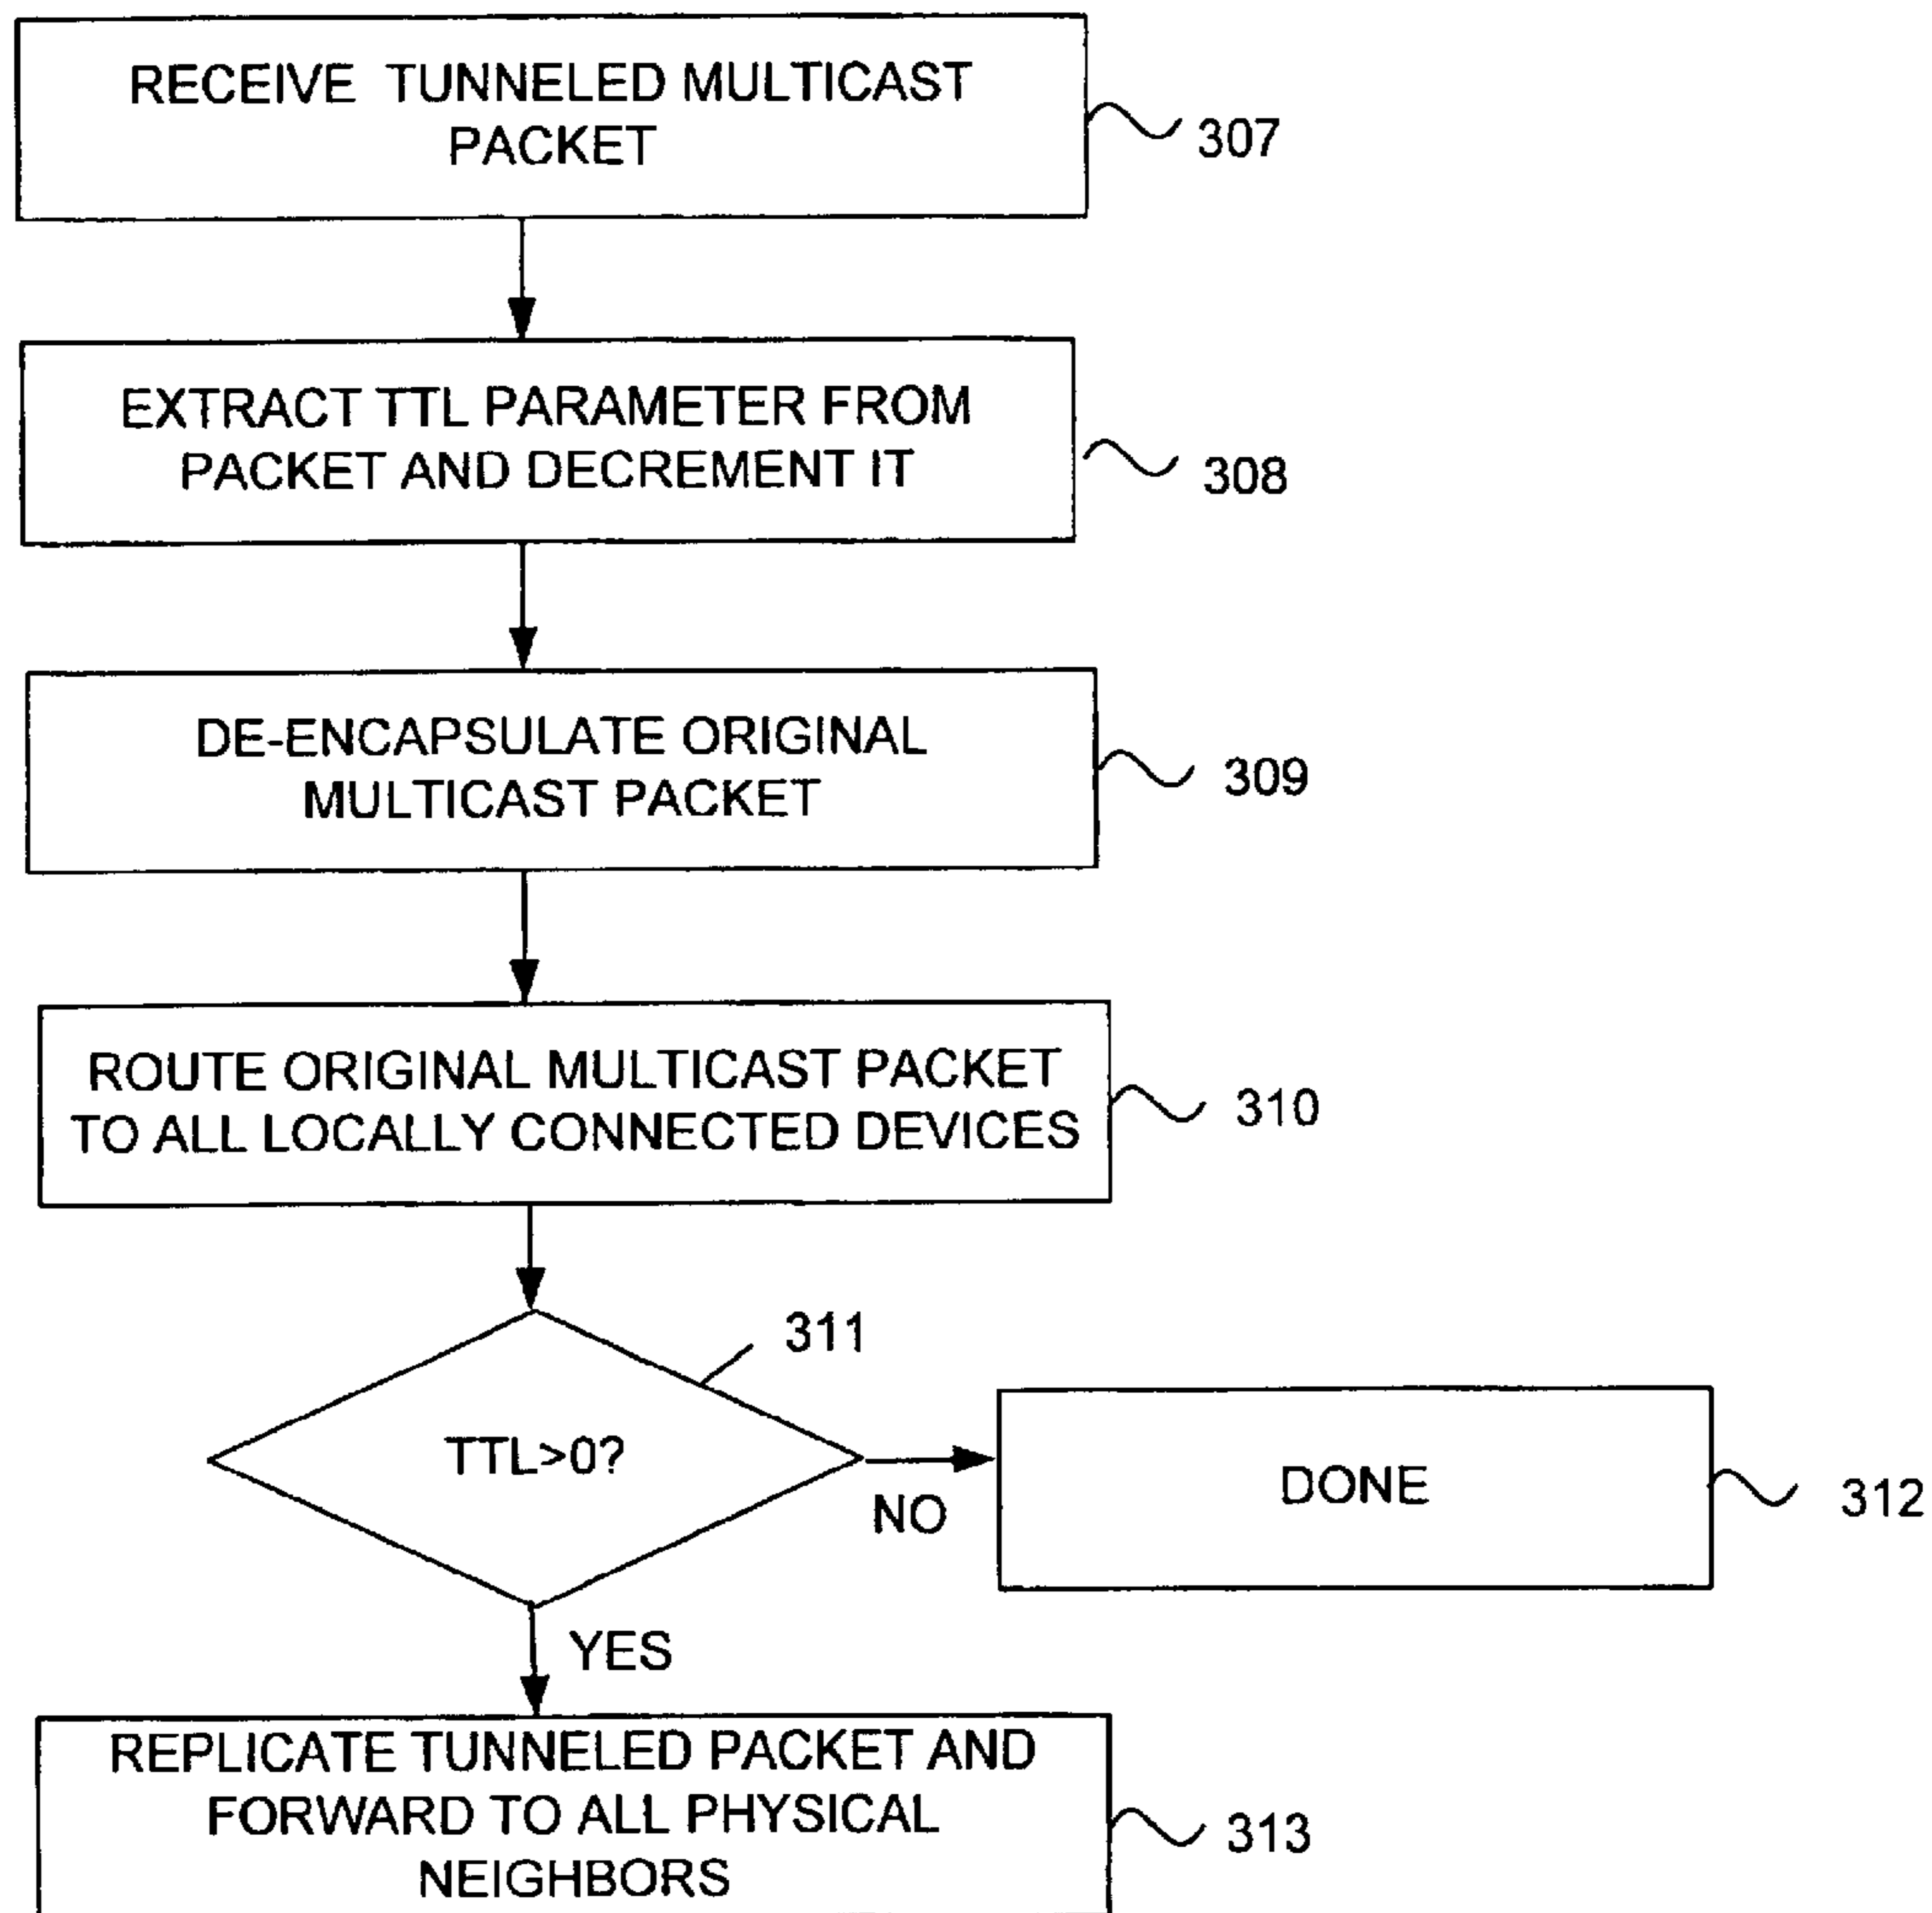 RECEIVE TUNNELED MULTICAST
PACKET
307
EXTRACT TTL PARAMETER FROM
PACKET AND DECREMENT IT
308
DE-ENCAPSULATE ORIGINAL
MULTICAST PACKET
309
ROUTE ORIGINAL MULTICAST PACKET
TO ALL LOCALLY CONNECTED DEVICES
310
311
TTL>0?
NO
DONE
312
YES
REPLICATE TUNNELED PACKET AND
FORWARD TO ALL PHYSICAL
NEIGHBORS
313